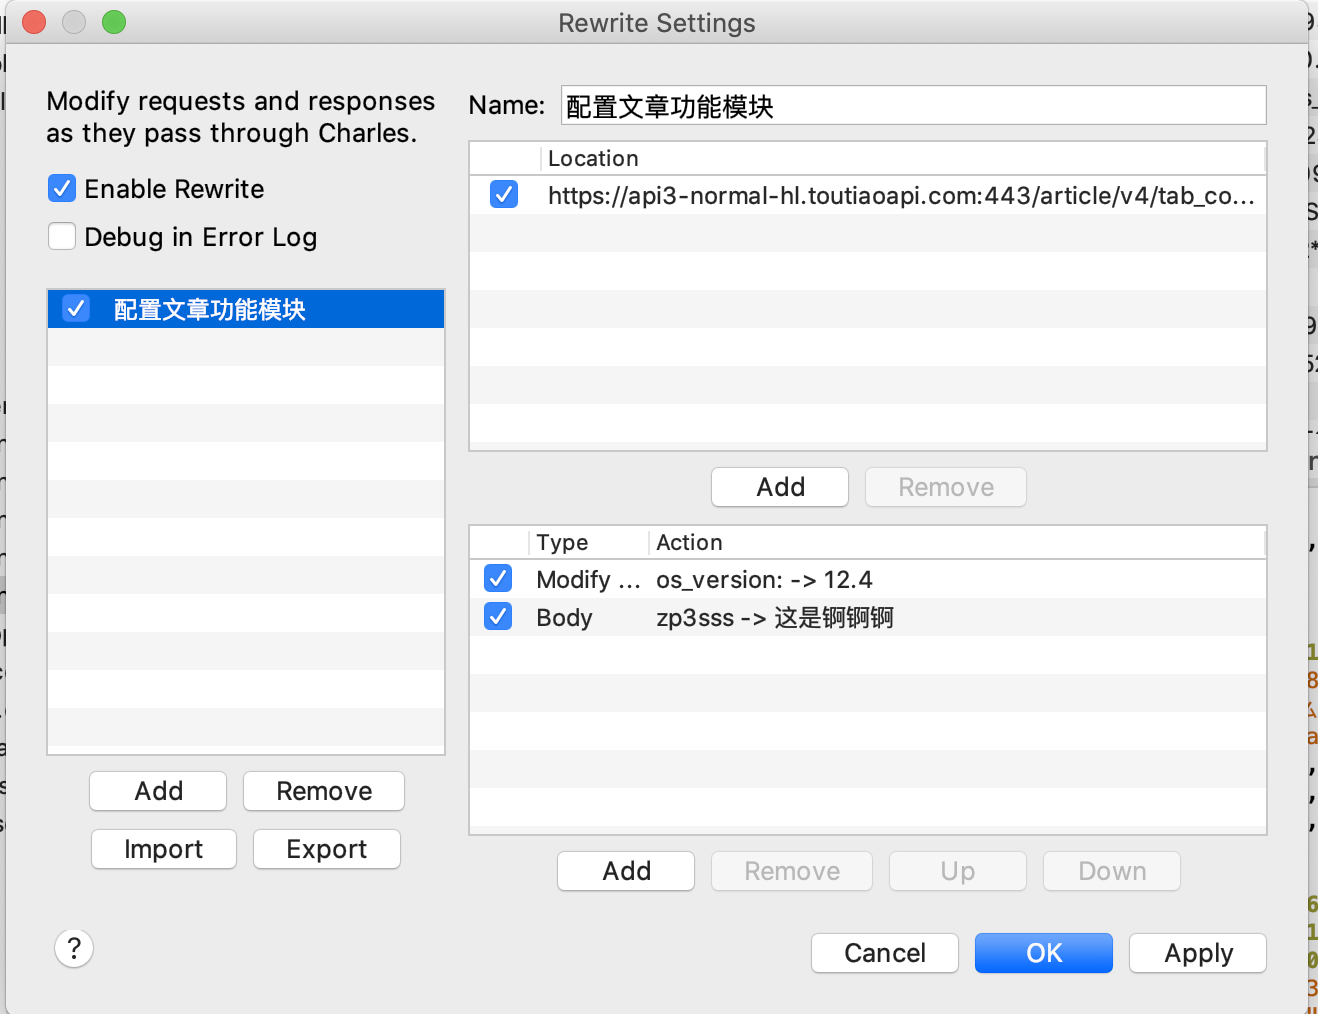 Rewrite Settings
Modify requests and responses
as they pass through Charles.
Enable Rewrite
Debug in Error Log
配置文章功能模块
Add
Remove
Import
Export
?
Name: 配置文章功能模块
Location
https://api3-normal-hl.toutiaoapi.com:443/article/v4/tab_co...
Add
Remove
Type Action
Modify ... os_version: -> 12.4
Body zp3sss -> 这是锕锕锕
Add
Remove
Up
Down
Cancel
OK
Apply